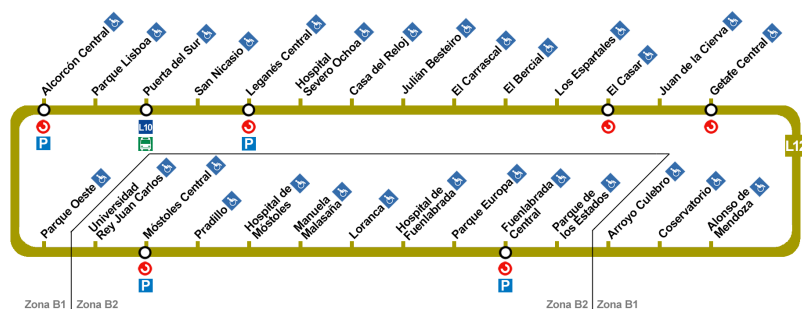 Alcorcón Central
Parque Lisboa
Puerta del Sur
San Nicasio
Leganés Central
Hospital
Severo Ochoa
Casa del Reloj
Julián Besteiro
El Carrascal
El Bercial
Los Espartales
El Casar
Juan de la Cierva
Getafe Central
L10
P
P
L12
Parque Oeste
Universidad
Rey Juan Carlos
Móstoles Central
Pradillo
Hospital de
Móstoles
Manuela
Malasaña
Loranca
Hospital de
Fuenlabrada
Parque Europa
Fuenlabrada
Central
Parque de
los Estados
Arroyo Culebro
Coservatorio
Alonso de
Mendoza
P
P
Zona B1
Zona B2
Zona B2
Zona B1